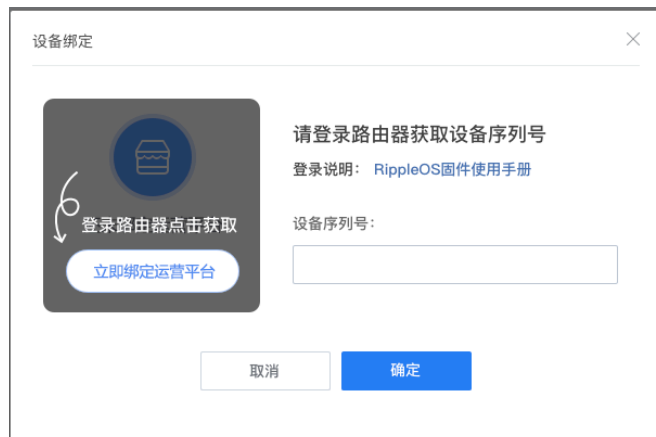 设备绑定
登录路由器点击获取
立即绑定运营平台
请登录路由器获取设备序列号
登录说明： RippleOS固件使用手册
设备序列号：
取消
确定